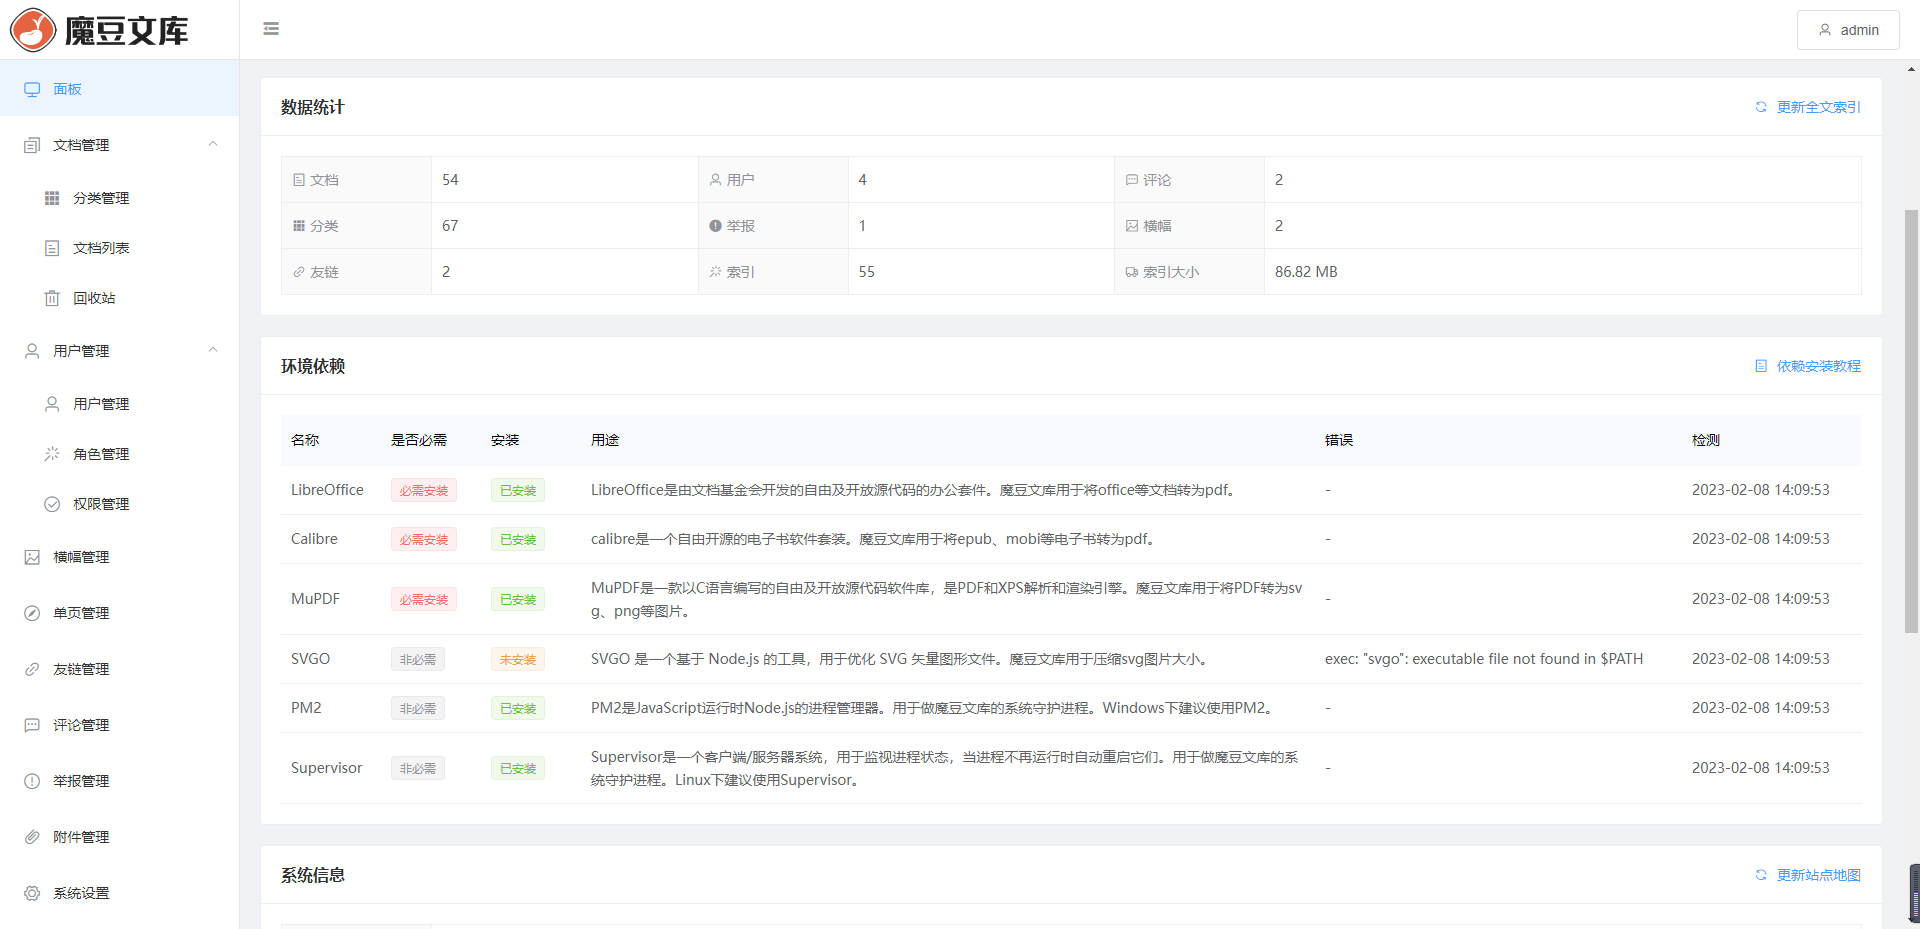 魔豆文库
admin
面板
文档管理
分类管理
文档列表
回收站
用户管理
用户管理
角色管理
权限管理
横幅管理
单页管理
友链管理
评论管理
举报管理
附件管理
系统设置
数据统计 更新全文索引
文档 54 用户 4 评论 2
分类 67 举报 1 横幅 2
友链 2 索引 55 索引大小 86.82 MB
环境依赖 依赖安装教程
名称 是否必需 安装 用途 错误 检测
LibreOffice 必需安装 已安装 LibreOffice是由文档基金会开发的自由及开放源代码的办公套件。魔豆文库用于将office等文档转为pdf。 - 2023-02-08 14:09:53
Calibre 必需安装 已安装 calibre是一个自由开源的电子书软件套装。魔豆文库用于将epub、mobi等电子书转为pdf。 - 2023-02-08 14:09:53
MuPDF 必需安装 已安装 MuPDF是一款以C语言编写的自由及开放源代码软件库，是PDF和XPS解析和渲染引擎。魔豆文库用于将PDF转为sv
g、png等图片。 - 2023-02-08 14:09:53
SVGO 非必需 未安装 SVGO 是一个基于 Node.js 的工具，用于优化 SVG 矢量图形文件。魔豆文库用于压缩svg图片大小。 exec: "svgo": executable file not found in $PATH 2023-02-08 14:09:53
PM2 非必需 已安装 PM2是JavaScript运行时Node.js的进程管理器。用于做魔豆文库的系统守护进程。Windows下建议使用PM2。 - 2023-02-08 14:09:53
Supervisor 非必需 已安装 Supervisor是一个客户端/服务器系统，用于监视进程状态，当进程不再运行时自动重启它们。用于做魔豆文库的系
统守护进程。Linux下建议使用Supervisor。 - 2023-02-08 14:09:53
系统信息 更新站点地图